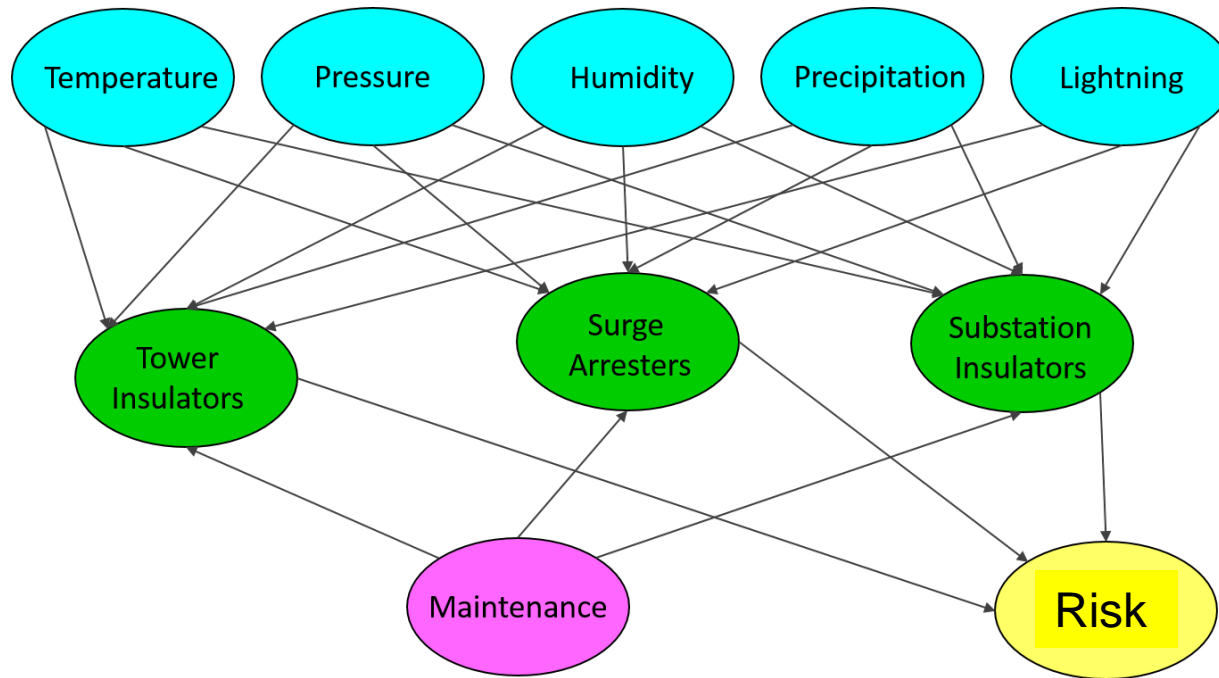 Temperature
Pressure
Humidity
Precipitation
Lightning
Tower
Insulators
Surge
Arresters
Substation
Insulators
Maintenance
Risk